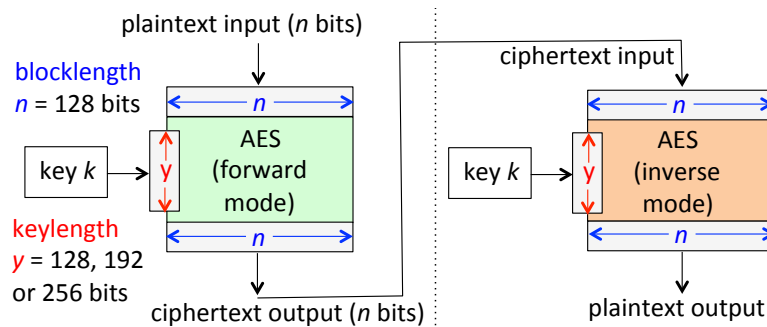 plaintext input (n bits)
blocklength
n = 128 bits
n
AES
(forward
mode)
key k
y
keylength
y = 128, 192
or 256 bits
n
ciphertext output (n bits)
ciphertext input
n
AES
(inverse
mode)
key k
y
n
plaintext output